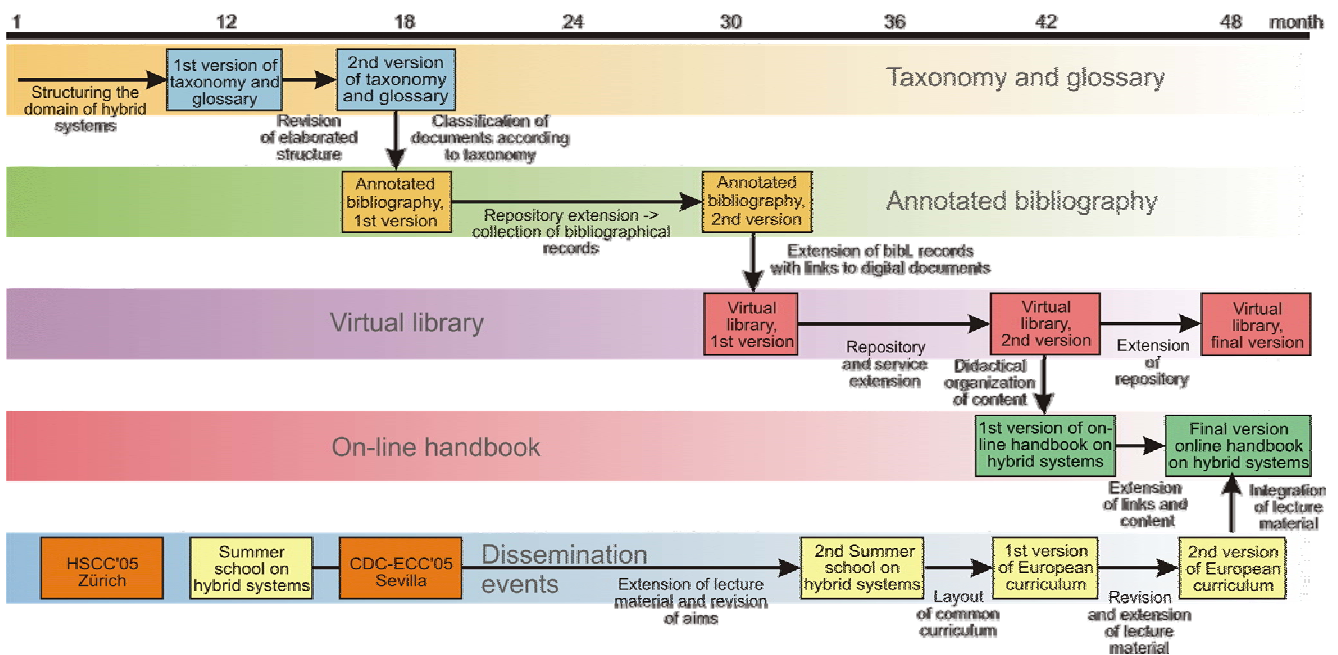 1 12 18 24 30 36 42 48 month
1st version of
taxonomy and
glossary
2nd version
of taxonomy
and glossary
Taxonomy and glossary
Structuring the
domain of hybrid
systems
Revision
of elaborated
structure
Classification of
documents according
to taxonomy
Annotated
bibliography,
1st version
Repository extension ->
collection of bibliographical
records
Annotated
bibliography,
2nd version
Annotated bibliography
Extension of bibL records
with links to digital documents
Virtual library
Virtual
library,
1st version
Repository
and service
extension
Virtual
library,
2nd version
Extension
of
repository
Virtual
library,
final version
Didactical
organization
of content
On-line handbook
1st version of on-
line handbook on
hybrid systems
Final version
online handbook
on hybrid systems
Extension
of links and
content
Integration
of lecture
material
HSCC'05
Zürich
Summer
school on
hybrid systems
CDC-ECC'05
Sevilla
Dissemination
events
Extension of lecture
material and revision
of aims
2nd Summer
school on
hybrid systems
Layout
of common
curriculum
1st version
of European
curriculum
Revision
and extension
of lecture
material
2nd version
of European
curriculum